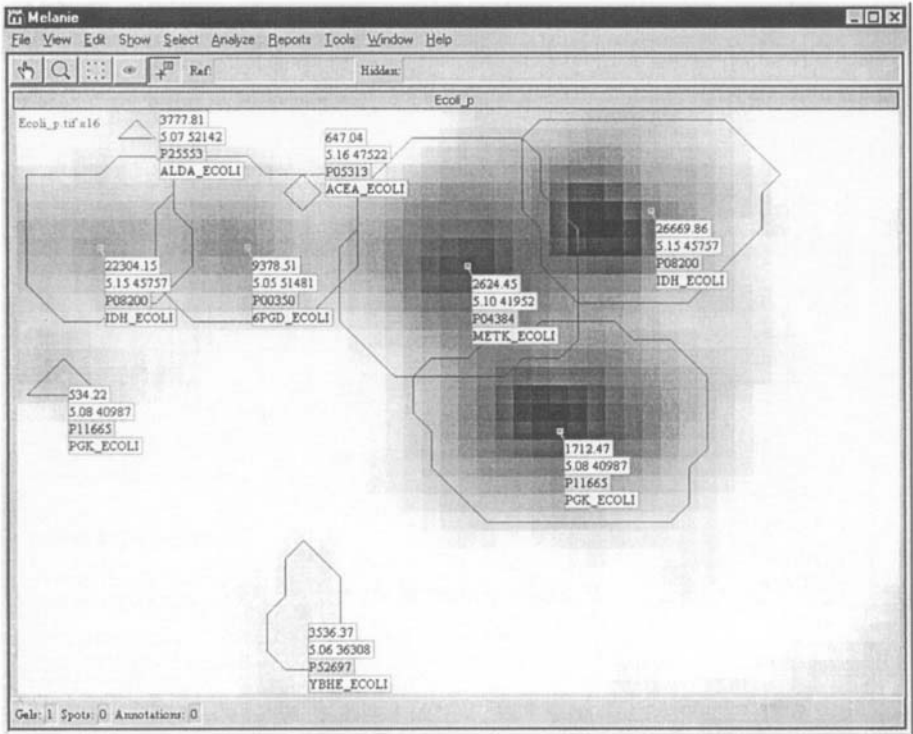 Melanie
File View Edit Show Select Analyze Reports Tools Window Help
Ref: Hidden:
Ecoli_p
Ecoli_p.tif x16
3777.81
5.07 52142
P25553
ALDA_ECOLI
647.04
5.16 47522
P05313
ACEA_ECOLI
22304.15
5.15 45757
P08200
IDH_ECOLI
9378.51
5.05 51481
P00350
6PGD_ECOLI
2624.45
5.10 41952
P04384
METK_ECOLI
26669.86
5.15 45757
P08200
IDH_ECOLI
534.22
5.08 40987
P11665
PGK_ECOLI
1712.47
5.08 40987
P11665
PGK_ECOLI
3536.37
5.06 36308
P52697
YBHE_ECOLI
Gels: 1 Spots: 0 Annotations: 0